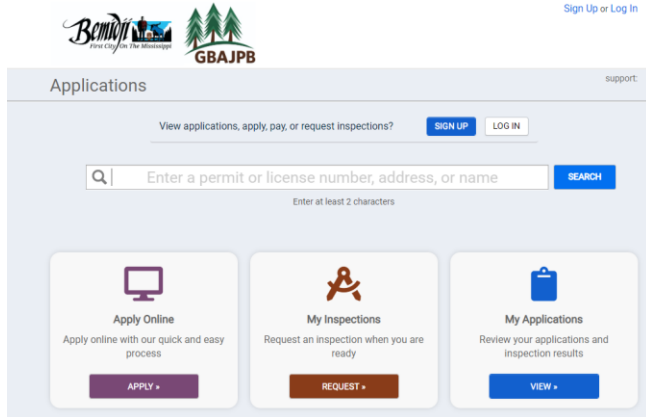 Sign Up or Log In
Bemidji
First City On The Mississippi
GBAJPB
Applications
support:
View applications, apply, pay, or request inspections?
SIGN UP
LOG IN
Enter a permit or license number, address, or name
SEARCH
Enter at least 2 characters
Apply Online
Apply online with our quick and easy
process
APPLY »
My Inspections
Request an inspection when you are
ready
REQUEST »
My Applications
Review your applications and
inspection results
VIEW »